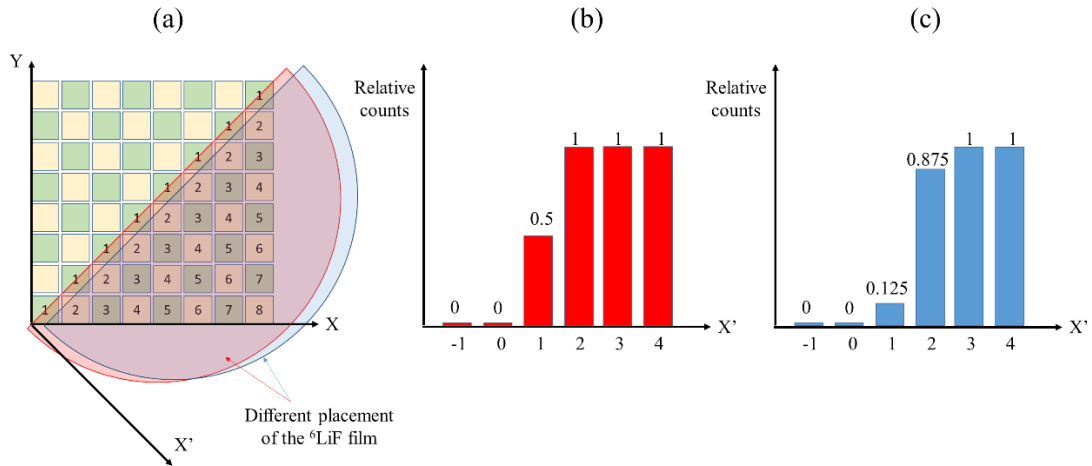 (a)
(b)
(c)
Y
1
1 2
1 2 3
1 2 3 4
1 2 3 4 5
1 2 3 4 5 6
1 2 3 4 5 6 7
1 2 3 4 5 6 7 8
X
X’
Different placement
of the ⁶LiF film
Relative
counts
0 0 0.5 1 1 1
X’
-1 0 1 2 3 4
Relative
counts
0 0 0.125 0.875 1 1
X’
-1 0 1 2 3 4